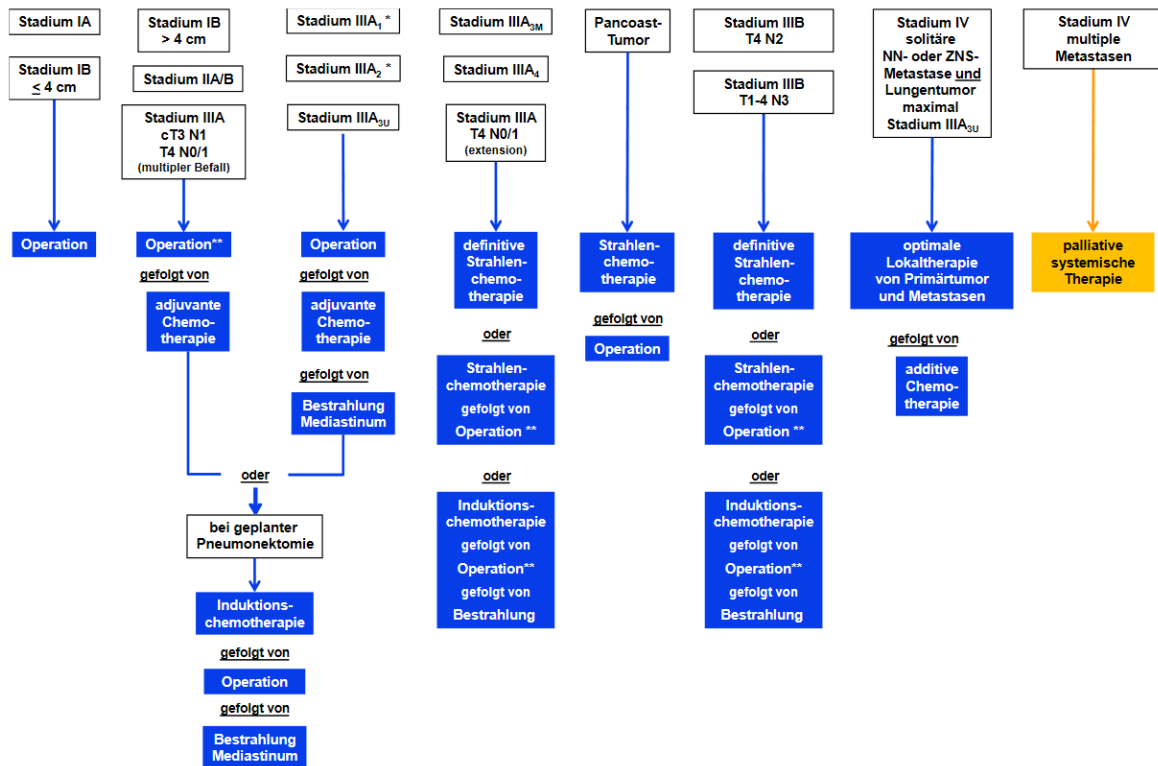 Stadium IA
Stadium IB
≤ 4 cm
Operation
Stadium IB
> 4 cm
Stadium IIA/B
Stadium IIIA
cT3 N1
T4 N0/1
(multipler Befall)
Operation**
gefolgt von
adjuvante
Chemo-
therapie
Stadium IIIA1 *
Stadium IIIA2 *
Stadium IIIA3U
Operation
gefolgt von
adjuvante
Chemo-
therapie
gefolgt von
Bestrahlung
Mediastinum
oder
bei geplanter
Pneumonektomie
Induktions-
chemotherapie
gefolgt von
Operation
gefolgt von
Bestrahlung
Mediastinum
Stadium IIIA3M
Stadium IIIA4
Stadium IIIA
T4 N0/1
(extension)
definitive
Strahlen-
chemo-
therapie
oder
Strahlen-
chemotherapie
gefolgt von
Operation **
oder
Induktions-
chemotherapie
gefolgt von
Operation**
gefolgt von
Bestrahlung
Pancoast-
Tumor
Strahlen-
chemo-
therapie
gefolgt von
Operation
Stadium IIIB
T4 N2
Stadium IIIB
T1-4 N3
definitive
Strahlen-
chemo-
therapie
oder
Strahlen-
chemotherapie
gefolgt von
Operation **
oder
Induktions-
chemotherapie
gefolgt von
Operation**
gefolgt von
Bestrahlung
Stadium IV
solitäre
NN- oder ZNS-
Metastase und
Lungentumor
maximal
Stadium IIIA3U
optimale
Lokaltherapie
von Primärtumor
und Metastasen
gefolgt von
additive
Chemo-
therapie
Stadium IV
multiple
Metastasen
palliative
systemische
Therapie